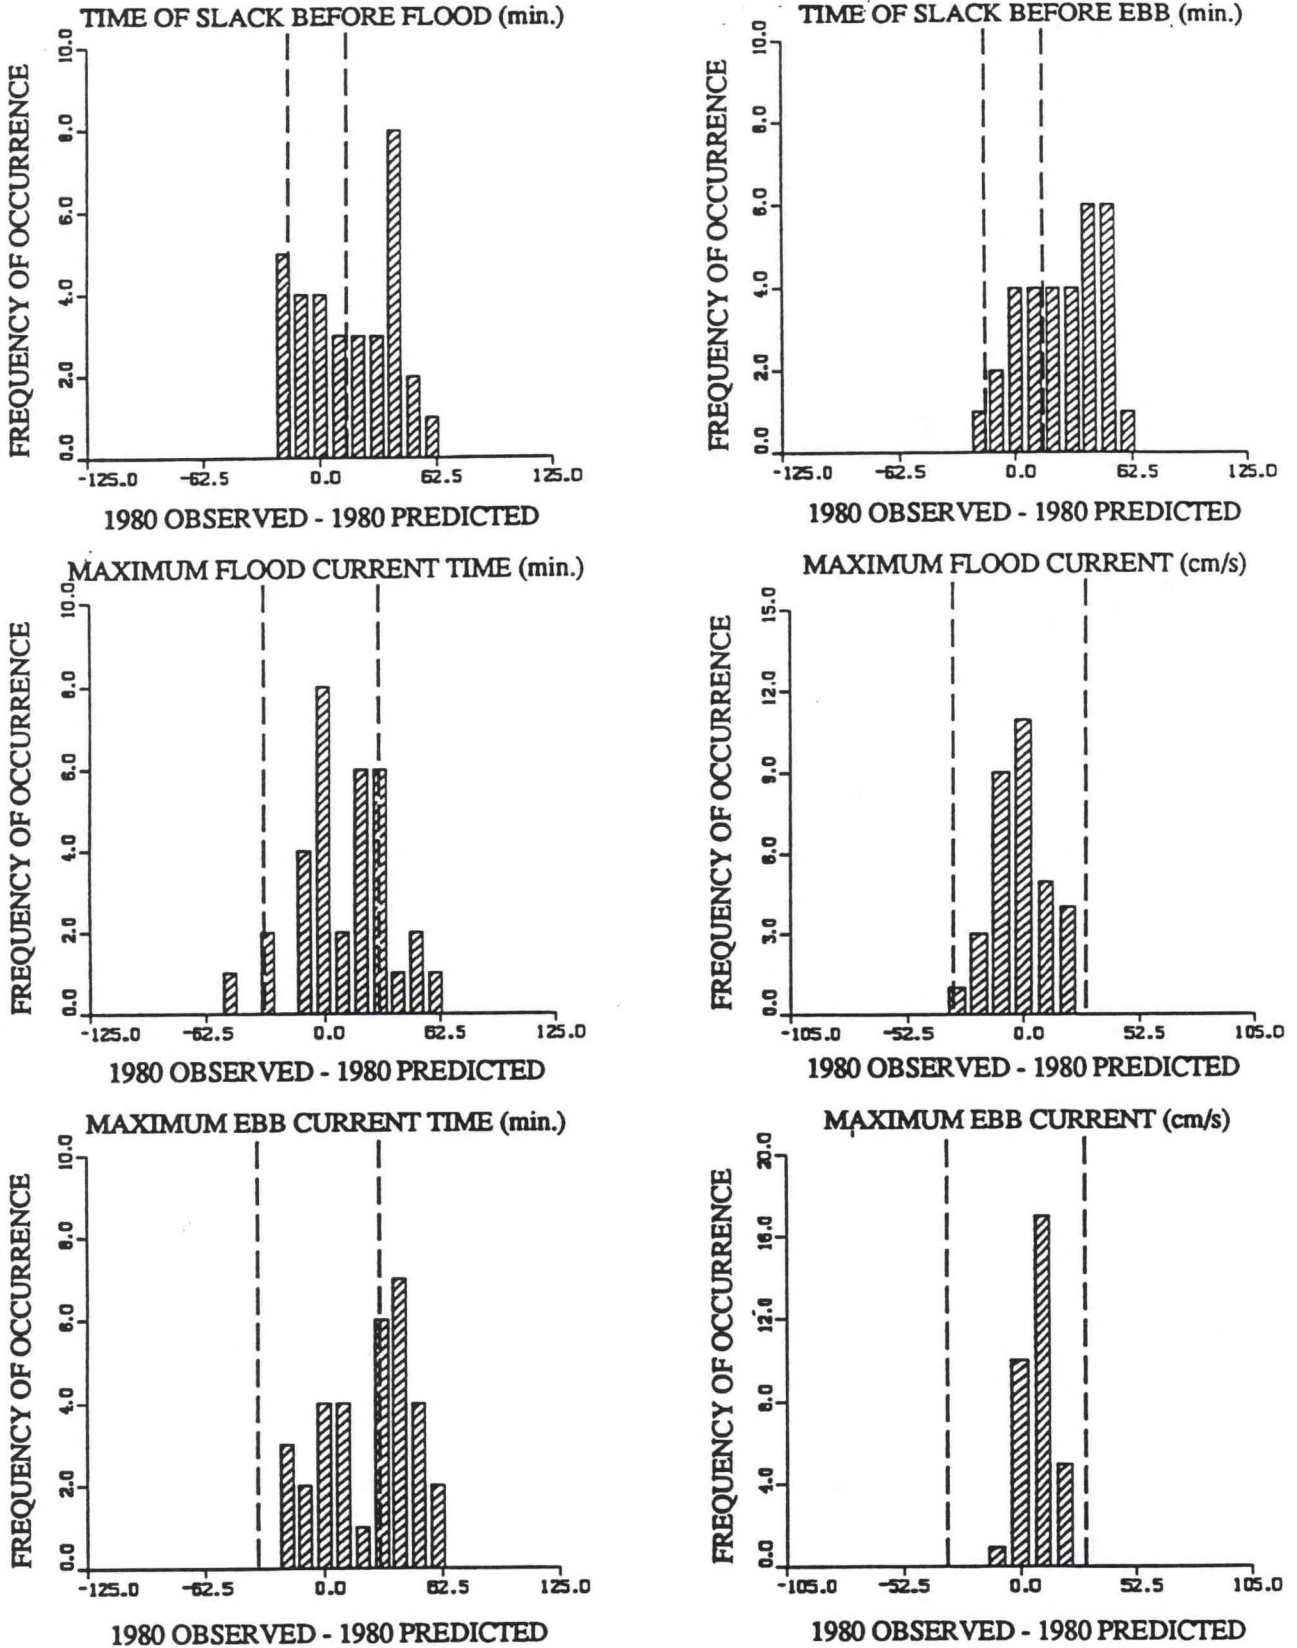 TIME OF SLACK BEFORE FLOOD (min.)
FREQUENCY OF OCCURRENCE
10.0
8.0
6.0
4.0
2.0
0.0
-125.0 -62.5 0.0 62.5 125.0
1980 OBSERVED - 1980 PREDICTED
TIME OF SLACK BEFORE EBB (min.)
FREQUENCY OF OCCURRENCE
10.0
8.0
6.0
4.0
2.0
0.0
-125.0 -62.5 0.0 62.5 125.0
1980 OBSERVED - 1980 PREDICTED
MAXIMUM FLOOD CURRENT TIME (min.)
FREQUENCY OF OCCURRENCE
10.0
8.0
6.0
4.0
2.0
0.0
-125.0 -62.5 0.0 62.5 125.0
1980 OBSERVED - 1980 PREDICTED
MAXIMUM FLOOD CURRENT (cm/s)
FREQUENCY OF OCCURRENCE
15.0
12.0
9.0
6.0
3.0
0.0
-105.0 -52.5 0.0 52.5 105.0
1980 OBSERVED - 1980 PREDICTED
MAXIMUM EBB CURRENT TIME (min.)
FREQUENCY OF OCCURRENCE
10.0
8.0
6.0
4.0
2.0
0.0
-125.0 -62.5 0.0 62.5 125.0
1980 OBSERVED - 1980 PREDICTED
MAXIMUM EBB CURRENT (cm/s)
FREQUENCY OF OCCURRENCE
20.0
16.0
12.0
8.0
4.0
0.0
-105.0 -52.5 0.0 52.5 105.0
1980 OBSERVED - 1980 PREDICTED